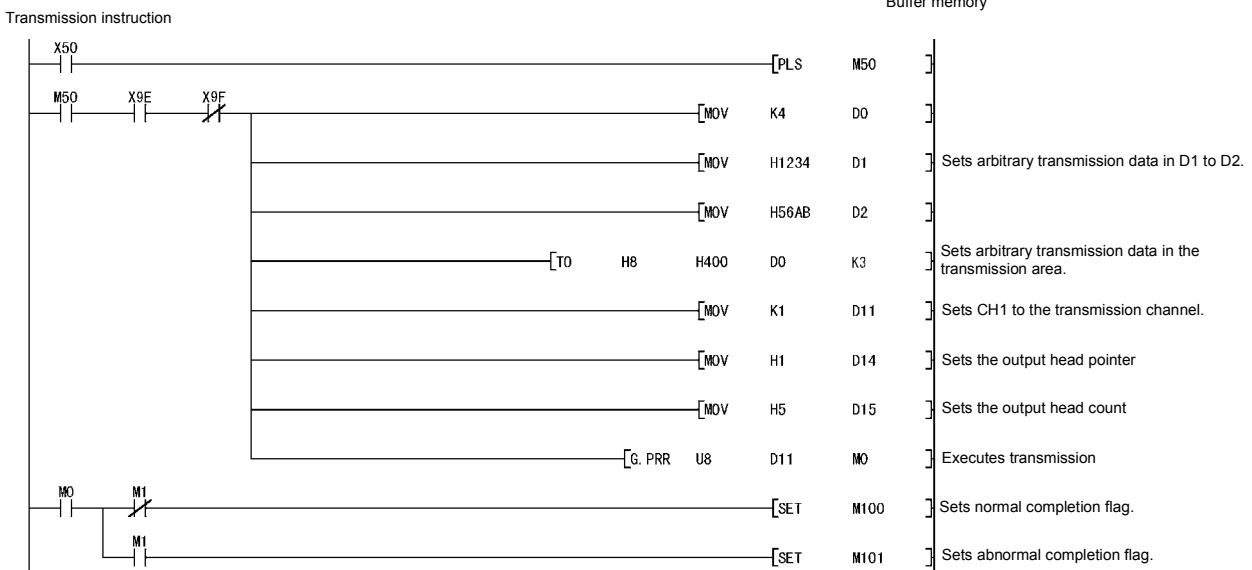 Buffer memory
Transmission instruction
X50
[PLS M50 ]
M50 X9E X9F
[MOV K4 D0 ]
[MOV H1234 D1 ] Sets arbitrary transmission data in D1 to D2.
[MOV H56AB D2 ]
[TO H8 H400 D0 K3 ] Sets arbitrary transmission data in the
transmission area.
[MOV K1 D11 ] Sets CH1 to the transmission channel.
[MOV H1 D14 ] Sets the output head pointer
[MOV H5 D15 ] Sets the output head count
[G. PRR U8 D11 M0 ] Executes transmission
M0 M1
[SET M100 ] Sets normal completion flag.
M1
[SET M101 ] Sets abnormal completion flag.